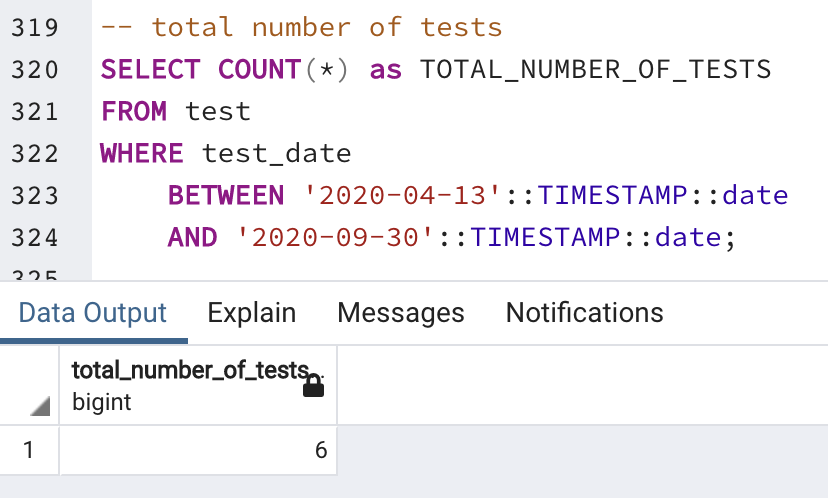 319 -- total number of tests
320 SELECT COUNT(*) as TOTAL_NUMBER_OF_TESTS
321 FROM test
322 WHERE test_date
323     BETWEEN '2020-04-13'::TIMESTAMP::date
324     AND '2020-09-30'::TIMESTAMP::date;
325
Data Output Explain Messages Notifications
total_number_of_tests..
bigint
1 6